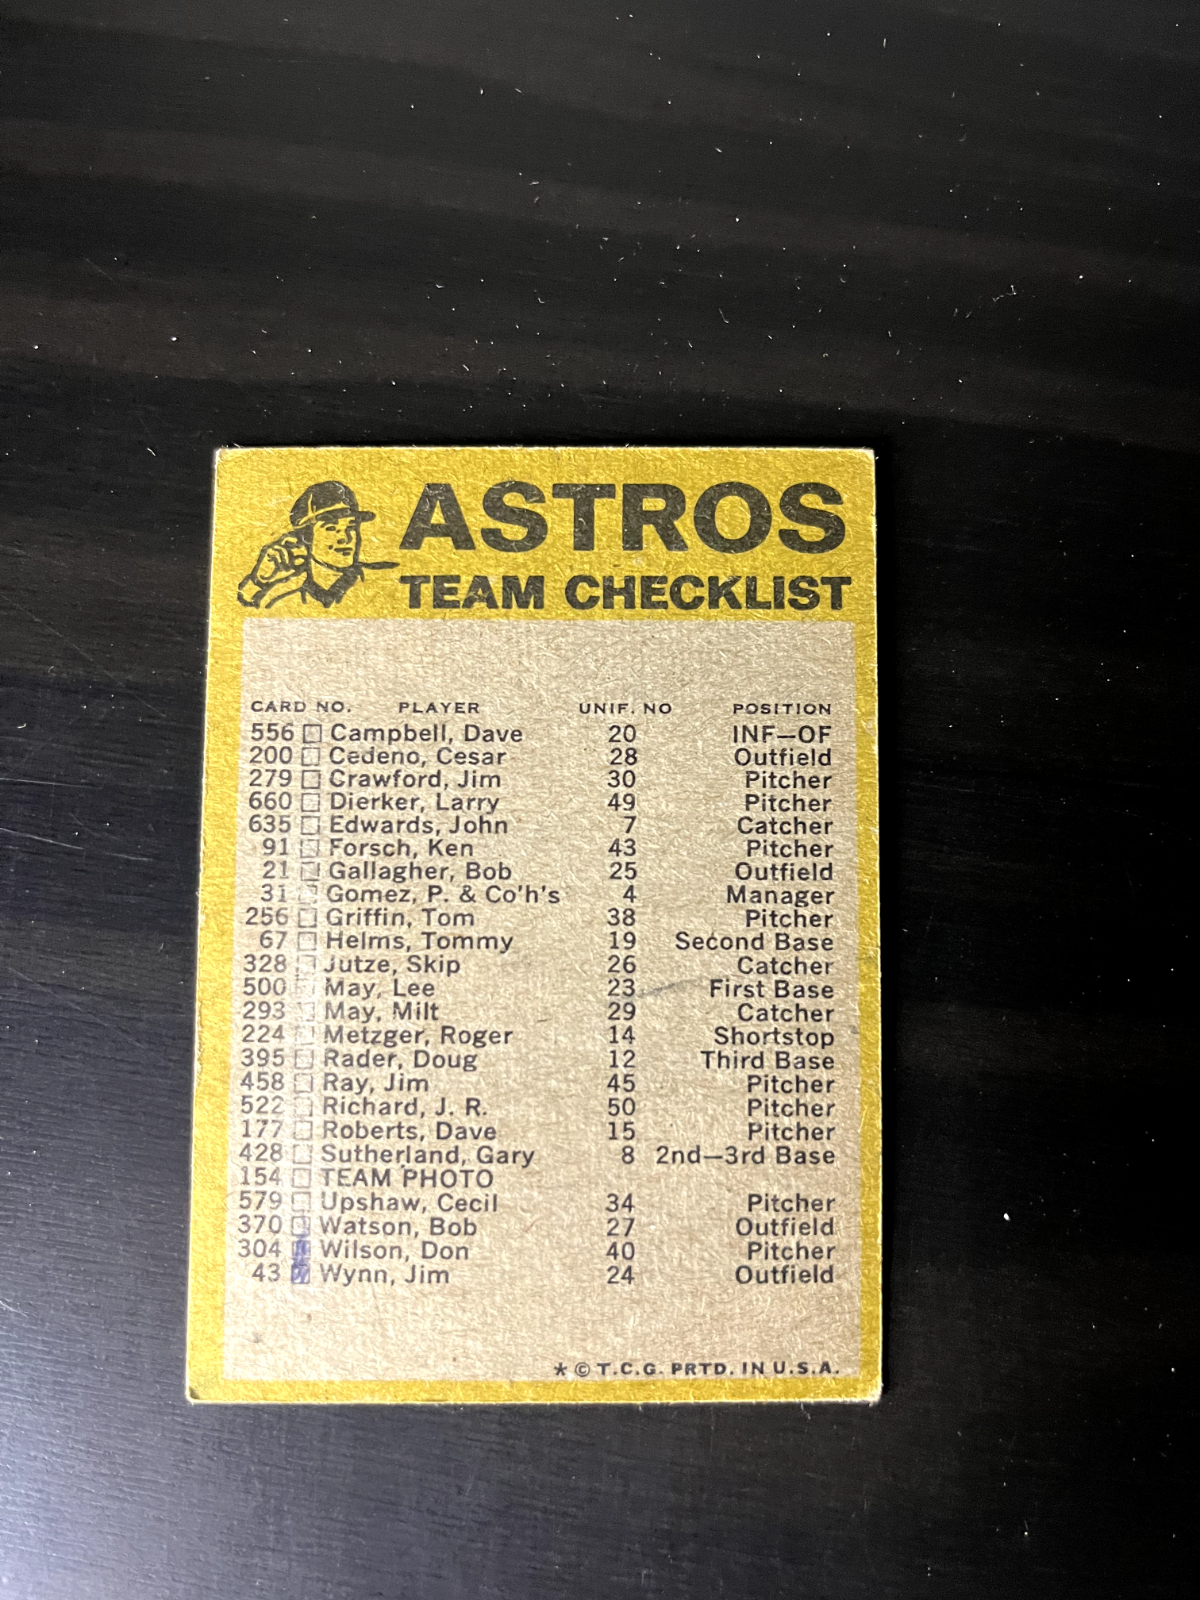 ASTROS
TEAM CHECKLIST
CARD NO. PLAYER UNIF. NO POSITION
556 Campbell, Dave 20 INF—OF
200 Cedeno, Cesar 28 Outfield
279 Crawford, Jim 30 Pitcher
660 Dierker, Larry 49 Pitcher
635 Edwards, John 7 Catcher
91 Forsch, Ken 43 Pitcher
21 Gallagher, Bob 25 Outfield
31 Gomez, P. & Co'h's 4 Manager
256 Griffin, Tom 38 Pitcher
67 Helms, Tommy 19 Second Base
328 Jutze, Skip 26 Catcher
500 May, Lee 23 First Base
293 May, Milt 29 Catcher
224 Metzger, Roger 14 Shortstop
395 Rader, Doug 12 Third Base
458 Ray, Jim 45 Pitcher
522 Richard, J. R. 50 Pitcher
177 Roberts, Dave 15 Pitcher
428 Sutherland, Gary 8 2nd—3rd Base
154 TEAM PHOTO
579 Upshaw, Cecil 34 Pitcher
370 Watson, Bob 27 Outfield
304 Wilson, Don 40 Pitcher
43 Wynn, Jim 24 Outfield
* © T.C.G. PRTD. IN U.S.A.